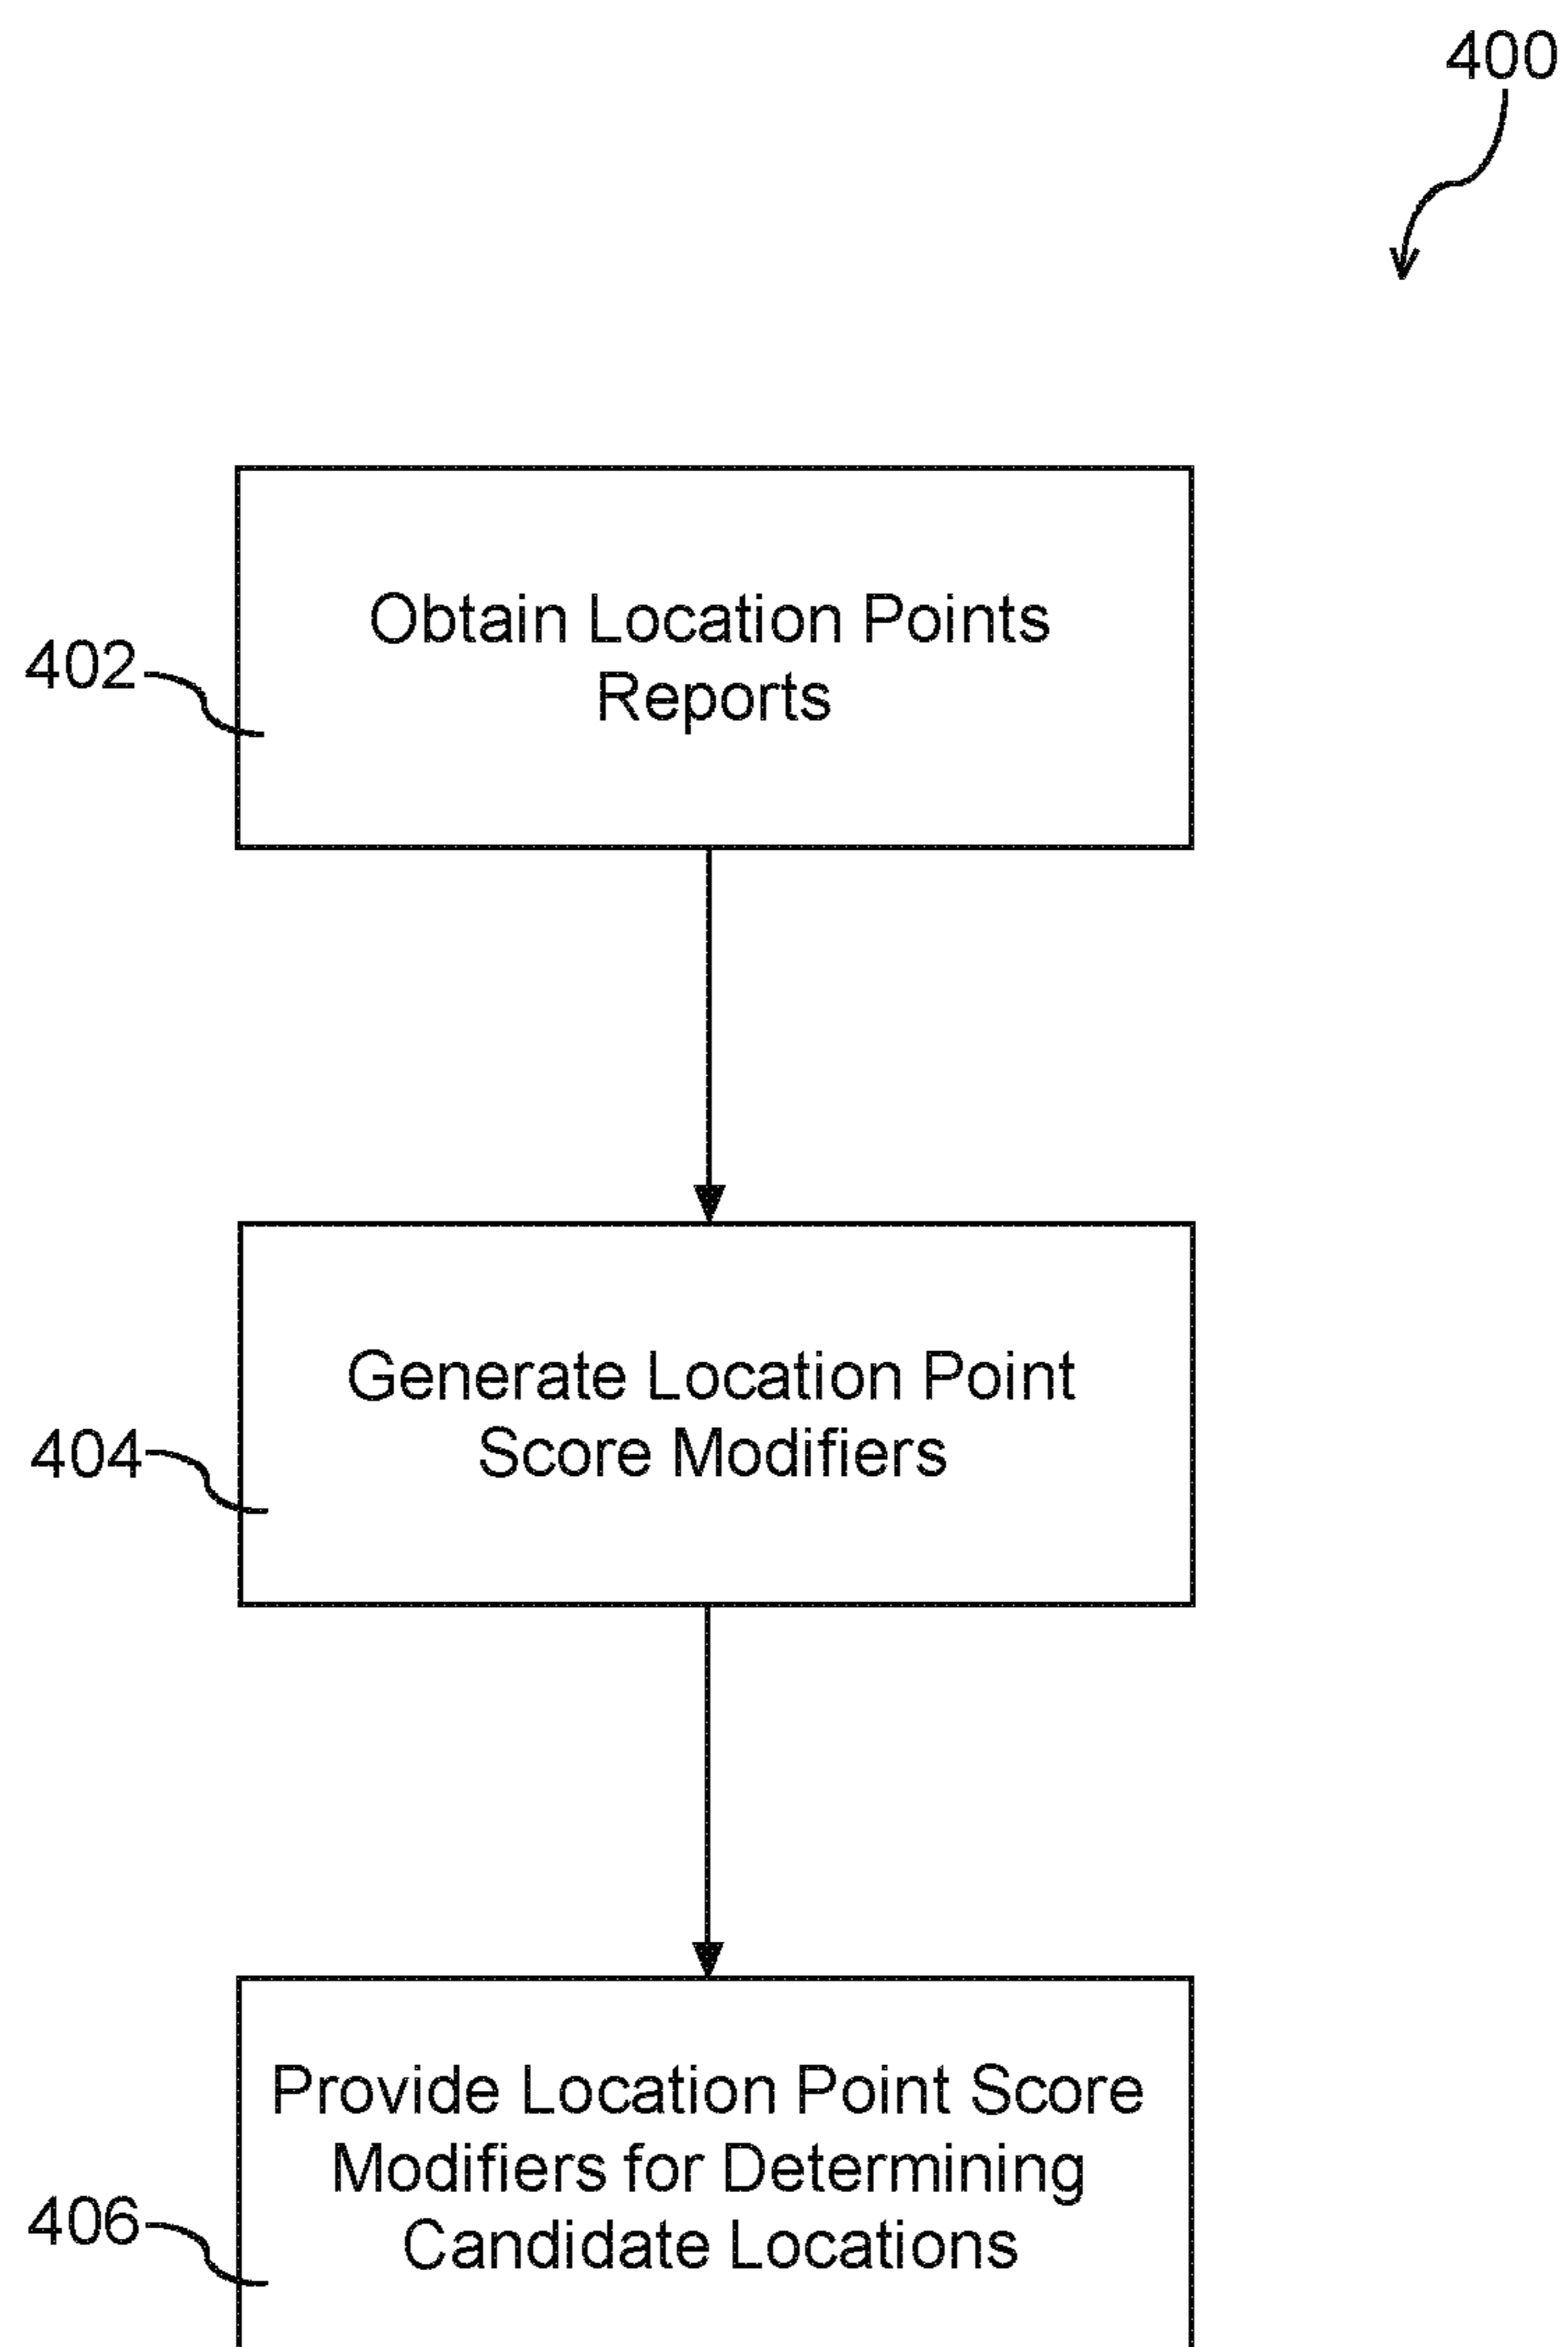 400
Obtain Location Points
Reports
402
Generate Location Point
Score Modifiers
404
Provide Location Point Score
Modifiers for Determining
Candidate Locations
406